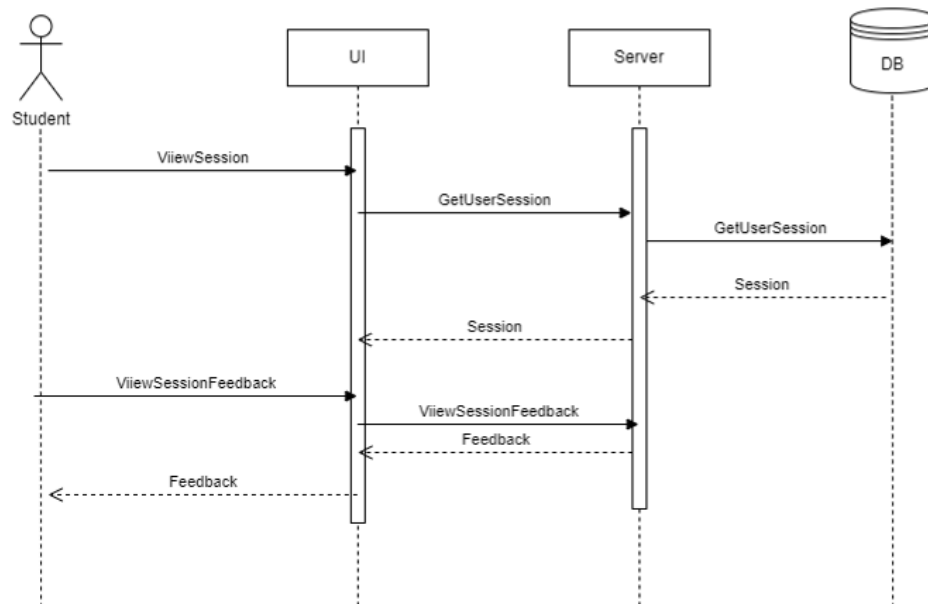 UI
Server
DB
Student
ViiewSession
GetUserSession
GetUserSession
Session
Session
ViiewSessionFeedback
ViiewSessionFeedback
Feedback
Feedback